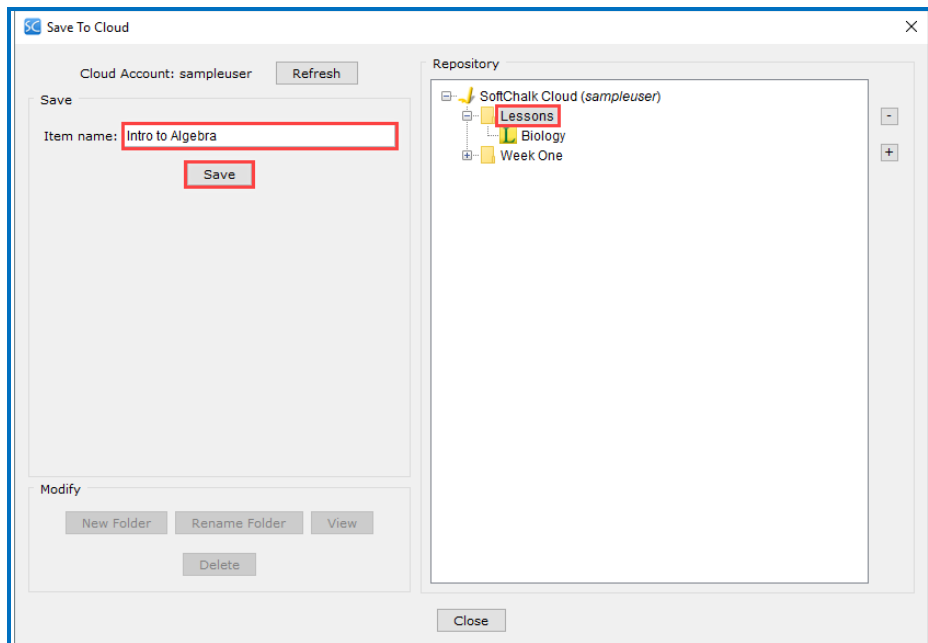 SC Save To Cloud
Cloud Account: sampleuser
Refresh
Save
Item name:
Intro to Algebra
Save
Modify
New Folder
Rename Folder
View
Delete
Repository
SoftChalk Cloud (sampleuser)
Lessons
L Biology
Week One
-
+
Close